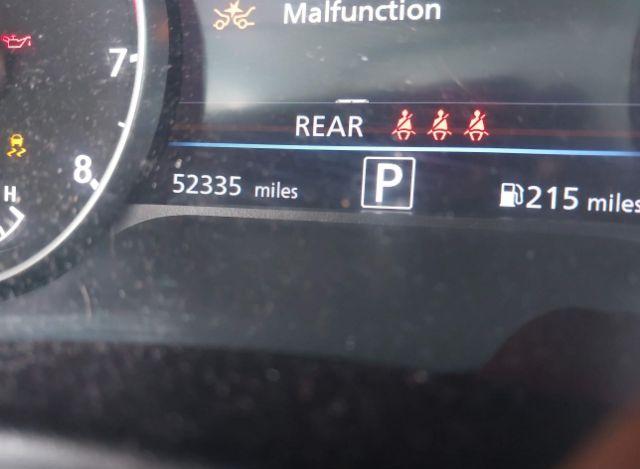 Malfunction
7
REAR
8
52335 miles P 215 miles
H